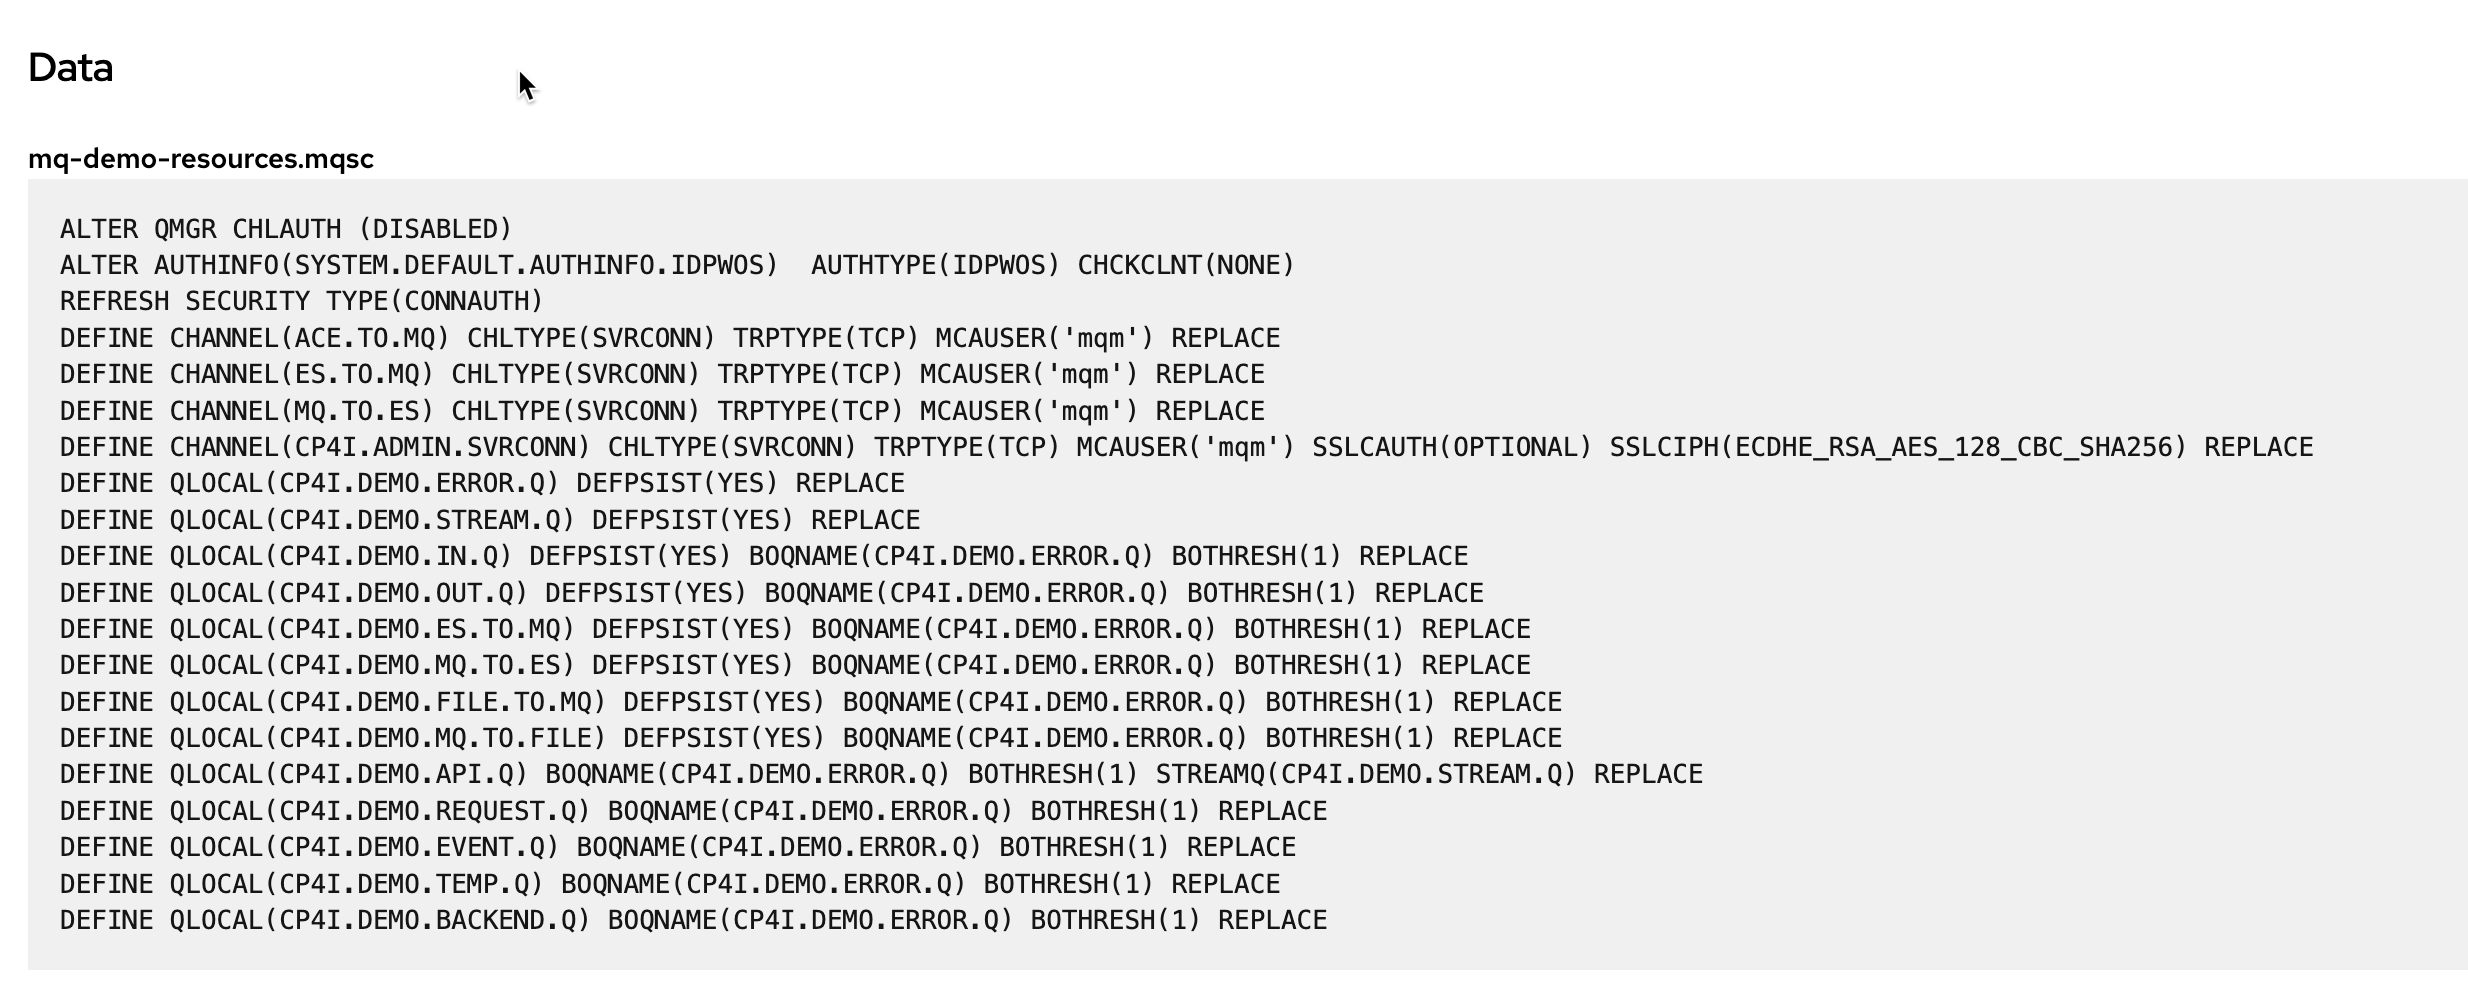 Data
mq-demo-resources.mqsc
ALTER QMGR CHLAUTH (DISABLED)
ALTER AUTHINFO(SYSTEM.DEFAULT.AUTHINFO.IDPWOS)  AUTHTYPE(IDPWOS) CHCKCLNT(NONE)
REFRESH SECURITY TYPE(CONNAUTH)
DEFINE CHANNEL(ACE.TO.MQ) CHLTYPE(SVRCONN) TRPTYPE(TCP) MCAUSER('mqm') REPLACE
DEFINE CHANNEL(ES.TO.MQ) CHLTYPE(SVRCONN) TRPTYPE(TCP) MCAUSER('mqm') REPLACE
DEFINE CHANNEL(MQ.TO.ES) CHLTYPE(SVRCONN) TRPTYPE(TCP) MCAUSER('mqm') REPLACE
DEFINE CHANNEL(CP4I.ADMIN.SVRCONN) CHLTYPE(SVRCONN) TRPTYPE(TCP) MCAUSER('mqm') SSLCAUTH(OPTIONAL) SSLCIPH(ECDHE_RSA_AES_128_CBC_SHA256) REPLACE
DEFINE QLOCAL(CP4I.DEMO.ERROR.Q) DEFPSIST(YES) REPLACE
DEFINE QLOCAL(CP4I.DEMO.STREAM.Q) DEFPSIST(YES) REPLACE
DEFINE QLOCAL(CP4I.DEMO.IN.Q) DEFPSIST(YES) BOQNAME(CP4I.DEMO.ERROR.Q) BOTHRESH(1) REPLACE
DEFINE QLOCAL(CP4I.DEMO.OUT.Q) DEFPSIST(YES) BOQNAME(CP4I.DEMO.ERROR.Q) BOTHRESH(1) REPLACE
DEFINE QLOCAL(CP4I.DEMO.ES.TO.MQ) DEFPSIST(YES) BOQNAME(CP4I.DEMO.ERROR.Q) BOTHRESH(1) REPLACE
DEFINE QLOCAL(CP4I.DEMO.MQ.TO.ES) DEFPSIST(YES) BOQNAME(CP4I.DEMO.ERROR.Q) BOTHRESH(1) REPLACE
DEFINE QLOCAL(CP4I.DEMO.FILE.TO.MQ) DEFPSIST(YES) BOQNAME(CP4I.DEMO.ERROR.Q) BOTHRESH(1) REPLACE
DEFINE QLOCAL(CP4I.DEMO.MQ.TO.FILE) DEFPSIST(YES) BOQNAME(CP4I.DEMO.ERROR.Q) BOTHRESH(1) REPLACE
DEFINE QLOCAL(CP4I.DEMO.API.Q) BOQNAME(CP4I.DEMO.ERROR.Q) BOTHRESH(1) STREAMQ(CP4I.DEMO.STREAM.Q) REPLACE
DEFINE QLOCAL(CP4I.DEMO.REQUEST.Q) BOQNAME(CP4I.DEMO.ERROR.Q) BOTHRESH(1) REPLACE
DEFINE QLOCAL(CP4I.DEMO.EVENT.Q) BOQNAME(CP4I.DEMO.ERROR.Q) BOTHRESH(1) REPLACE
DEFINE QLOCAL(CP4I.DEMO.TEMP.Q) BOQNAME(CP4I.DEMO.ERROR.Q) BOTHRESH(1) REPLACE
DEFINE QLOCAL(CP4I.DEMO.BACKEND.Q) BOQNAME(CP4I.DEMO.ERROR.Q) BOTHRESH(1) REPLACE